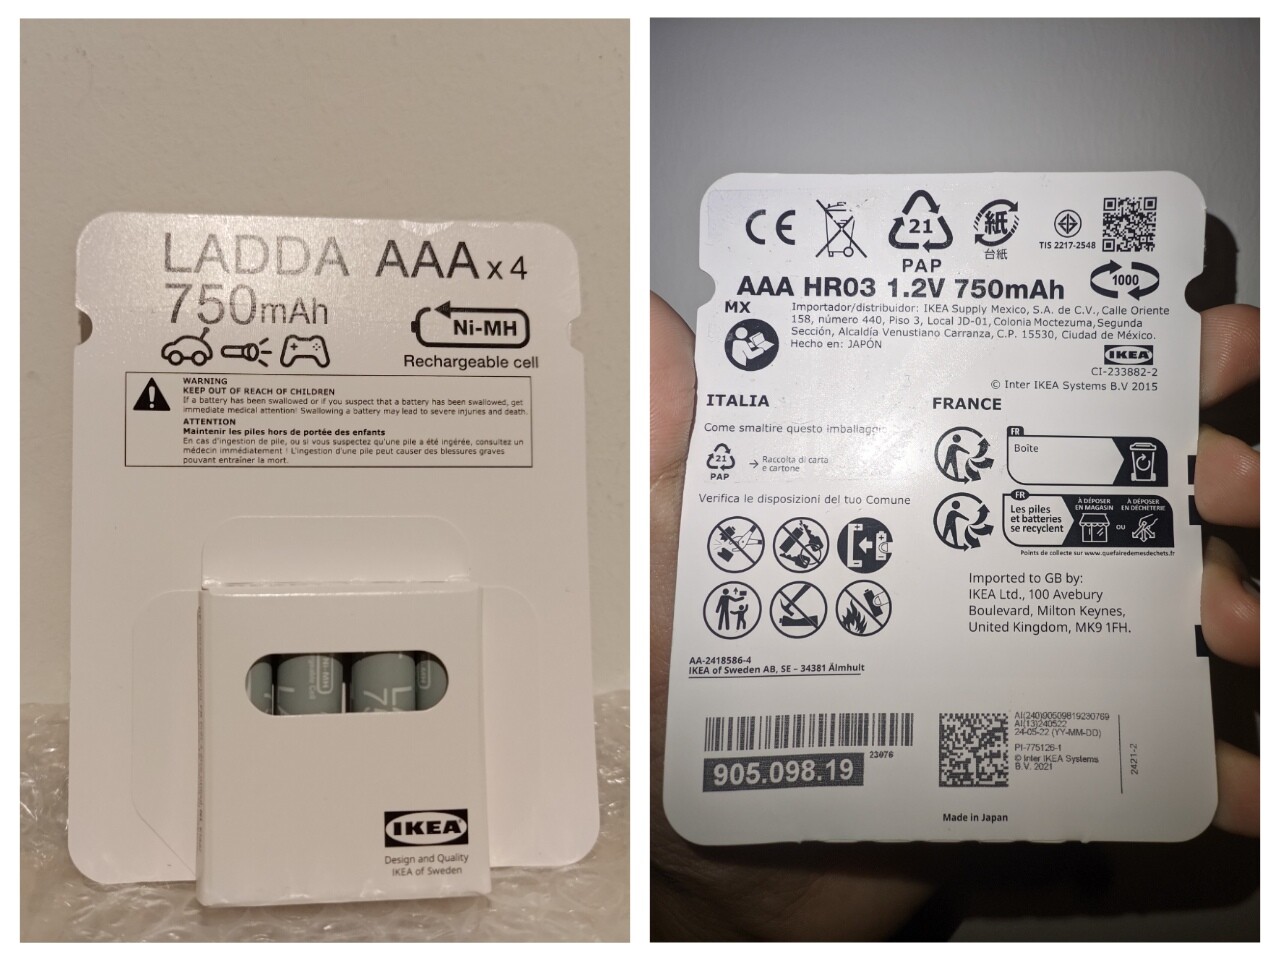 LADDA AAA x 4
750mAh
Ni-MH
Rechargeable cell
WARNING
KEEP OUT OF REACH OF CHILDREN
If a battery has been swallowed or if you suspect that a battery has been swallowed, get
immediate medical attention! Swallowing a battery may lead to severe injuries and death.
ATTENTION
Maintenir les piles hors de portée des enfants
En cas d'ingestion de pile, ou si vous suspectez qu'une pile a été ingérée, consultez un
médecin immédiatement ! L'ingestion d'une pile peut causer des blessures graves
pouvant entraîner la mort.
Ni-MH
IKEA
Design and Quality
IKEA of Sweden
CE
21
PAP
紙
台紙
TIS 2217-2548
AAA HR03 1.2V 750mAh
1000
MX
Importador/distribuidor: IKEA Supply Mexico, S.A. de C.V., Calle Oriente
158, número 440, Piso 3, Local JD-01, Colonia Moctezuma, Segunda
Sección, Alcaldía Venustiano Carranza, C.P. 15530, Ciudad de México.
Hecho en: JAPÓN
IKEA
CI-233882-2
© Inter IKEA Systems B.V 2015
ITALIA
Come smaltire questo imballaggio
21
PAP
→ Raccolta di carta
e cartone
Verifica le disposizioni del tuo Comune
FRANCE
FR
Boîte
FR
Les piles
et batteries
se recyclent
À DÉPOSER
EN MAGASIN
OU
À DÉPOSER
EN DÉCHÈTERIE
Points de collecte sur www.quefairedemesdechets.fr
Imported to GB by:
IKEA Ltd., 100 Avebury
Boulevard, Milton Keynes,
United Kingdom, MK9 1FH.
AA-2418586-4
IKEA of Sweden AB, SE – 34381 Älmhult
23076
905.098.19
AI(240)00509819230769
AI(13)240522
24-05-22 (YY-MM-DD)
PI-775126-1
© Inter IKEA Systems
B.V. 2021
2421-2
Made in Japan